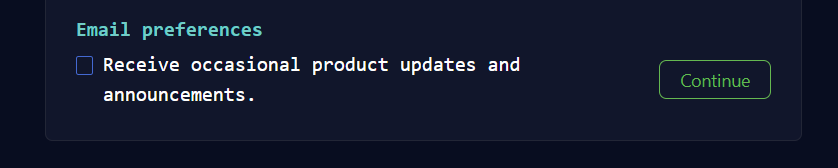 Email preferences
Receive occasional product updates and
announcements.
Continue